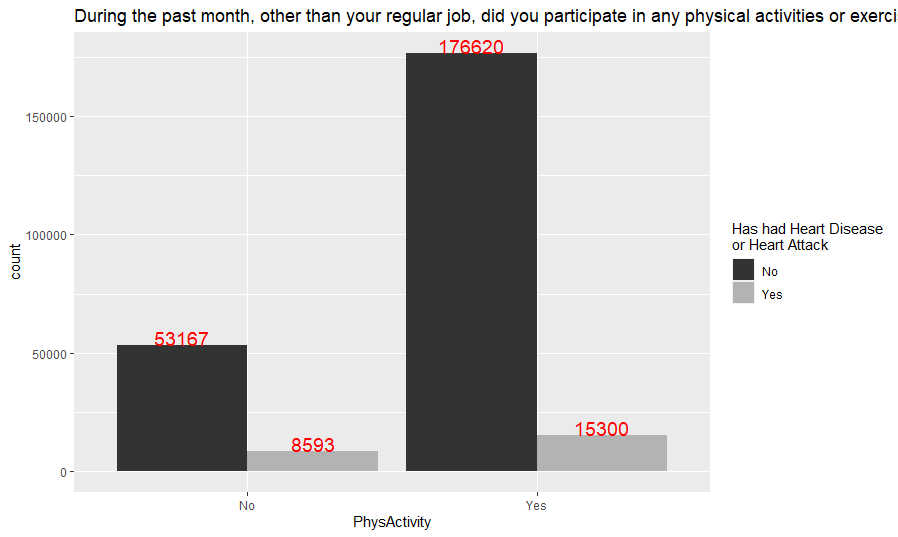 During the past month, other than your regular job, did you participate in any physical activities or exerci
176620
150000
100000
count
53167
50000
15300
8593
0
No
Yes
PhysActivity
Has had Heart Disease
or Heart Attack
No
Yes